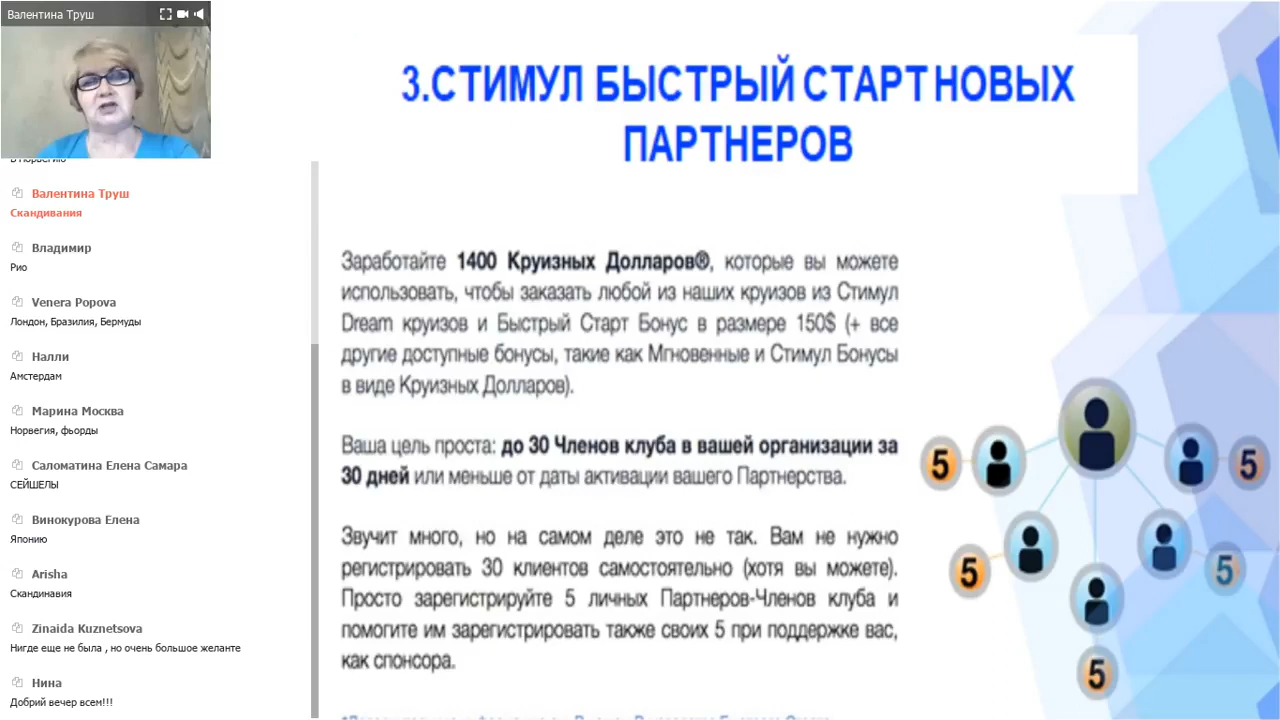 Валентина Труш
В Норвегию
Валентина Труш
Скандивания
Владимир
Рио
Venera Popova
Лондон, Бразилия, Бермуды
Налли
Амстердам
Марина Москва
Норвегия, фьорды
Саломатина Елена Самара
СЕЙШЕЛЫ
Винокурова Елена
Японию
Arisha
Скандинавия
Zinaida Kuznetsova
Нигде еще не была , но очень большое желанте
Нина
Добрий вечер всем!!!
3.СТИМУЛ БЫСТРЫЙ СТАРТ НОВЫХ
ПАРТНЕРОВ
Заработайте 1400 Круизных Долларов®, которые вы можете
использовать, чтобы заказать любой из наших круизов из Стимул
Dream круизов и Быстрый Старт Бонус в размере 150$ (+ все
другие доступные бонусы, такие как Мгновенные и Стимул Бонусы
в виде Круизных Долларов).
Ваша цель проста: до 30 Членов клуба в вашей организации за
30 дней или меньше от даты активации вашего Партнерства.
Звучит много, но на самом деле это не так. Вам не нужно
регистрировать 30 клиентов самостоятельно (хотя вы можете).
Просто зарегистрируйте 5 личных Партнеров-Членов клуба и
помогите им зарегистрировать также своих 5 при поддержке вас,
как спонсора.
5
5
5
5
5